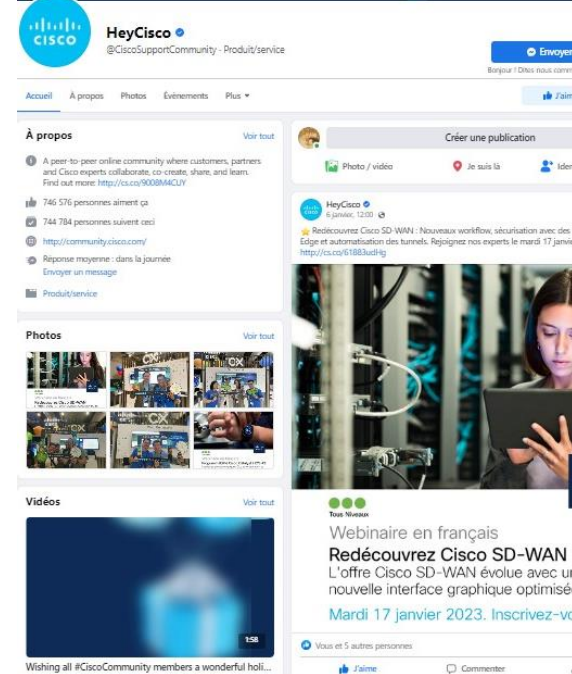 CISCO
HeyCisco
@CiscoSupportCommunity · Produit/service
Envoyer
Bonjour ! Dites-nous comm
Accueil À propos Photos Évènements Plus
J'aim
À propos Voir tout
A peer-to-peer online community where customers, partners
and Cisco experts collaborate, co-create, share, and learn.
Find out more: http://cs.co/9008M4CUY
746 576 personnes aiment ça
744 784 personnes suivent ceci
http://community.cisco.com/
Réponse moyenne : dans la journée
Envoyer un message
Produit/service
Photos Voir tout
Vidéos Voir tout
1:58
Wishing all #CiscoCommunity members a wonderful holi...
Créer une publication
Photo / vidéo Je suis là Iden
HeyCisco
6 janvier, 12:00 ·
Redécouvrez Cisco SD-WAN : Nouveaux workflow, sécurisation avec des
Edge et automatisation des tunnels. Rejoignez nos experts le mardi 17 janvie
http://cs.co/61883udHg
Tous Niveaux
Webinaire en français
Redécouvrez Cisco SD-WAN
L'offre Cisco SD-WAN évolue avec un
nouvelle interface graphique optimisé
Mardi 17 janvier 2023. Inscrivez-vo
Vous et 5 autres personnes
J'aime Commenter